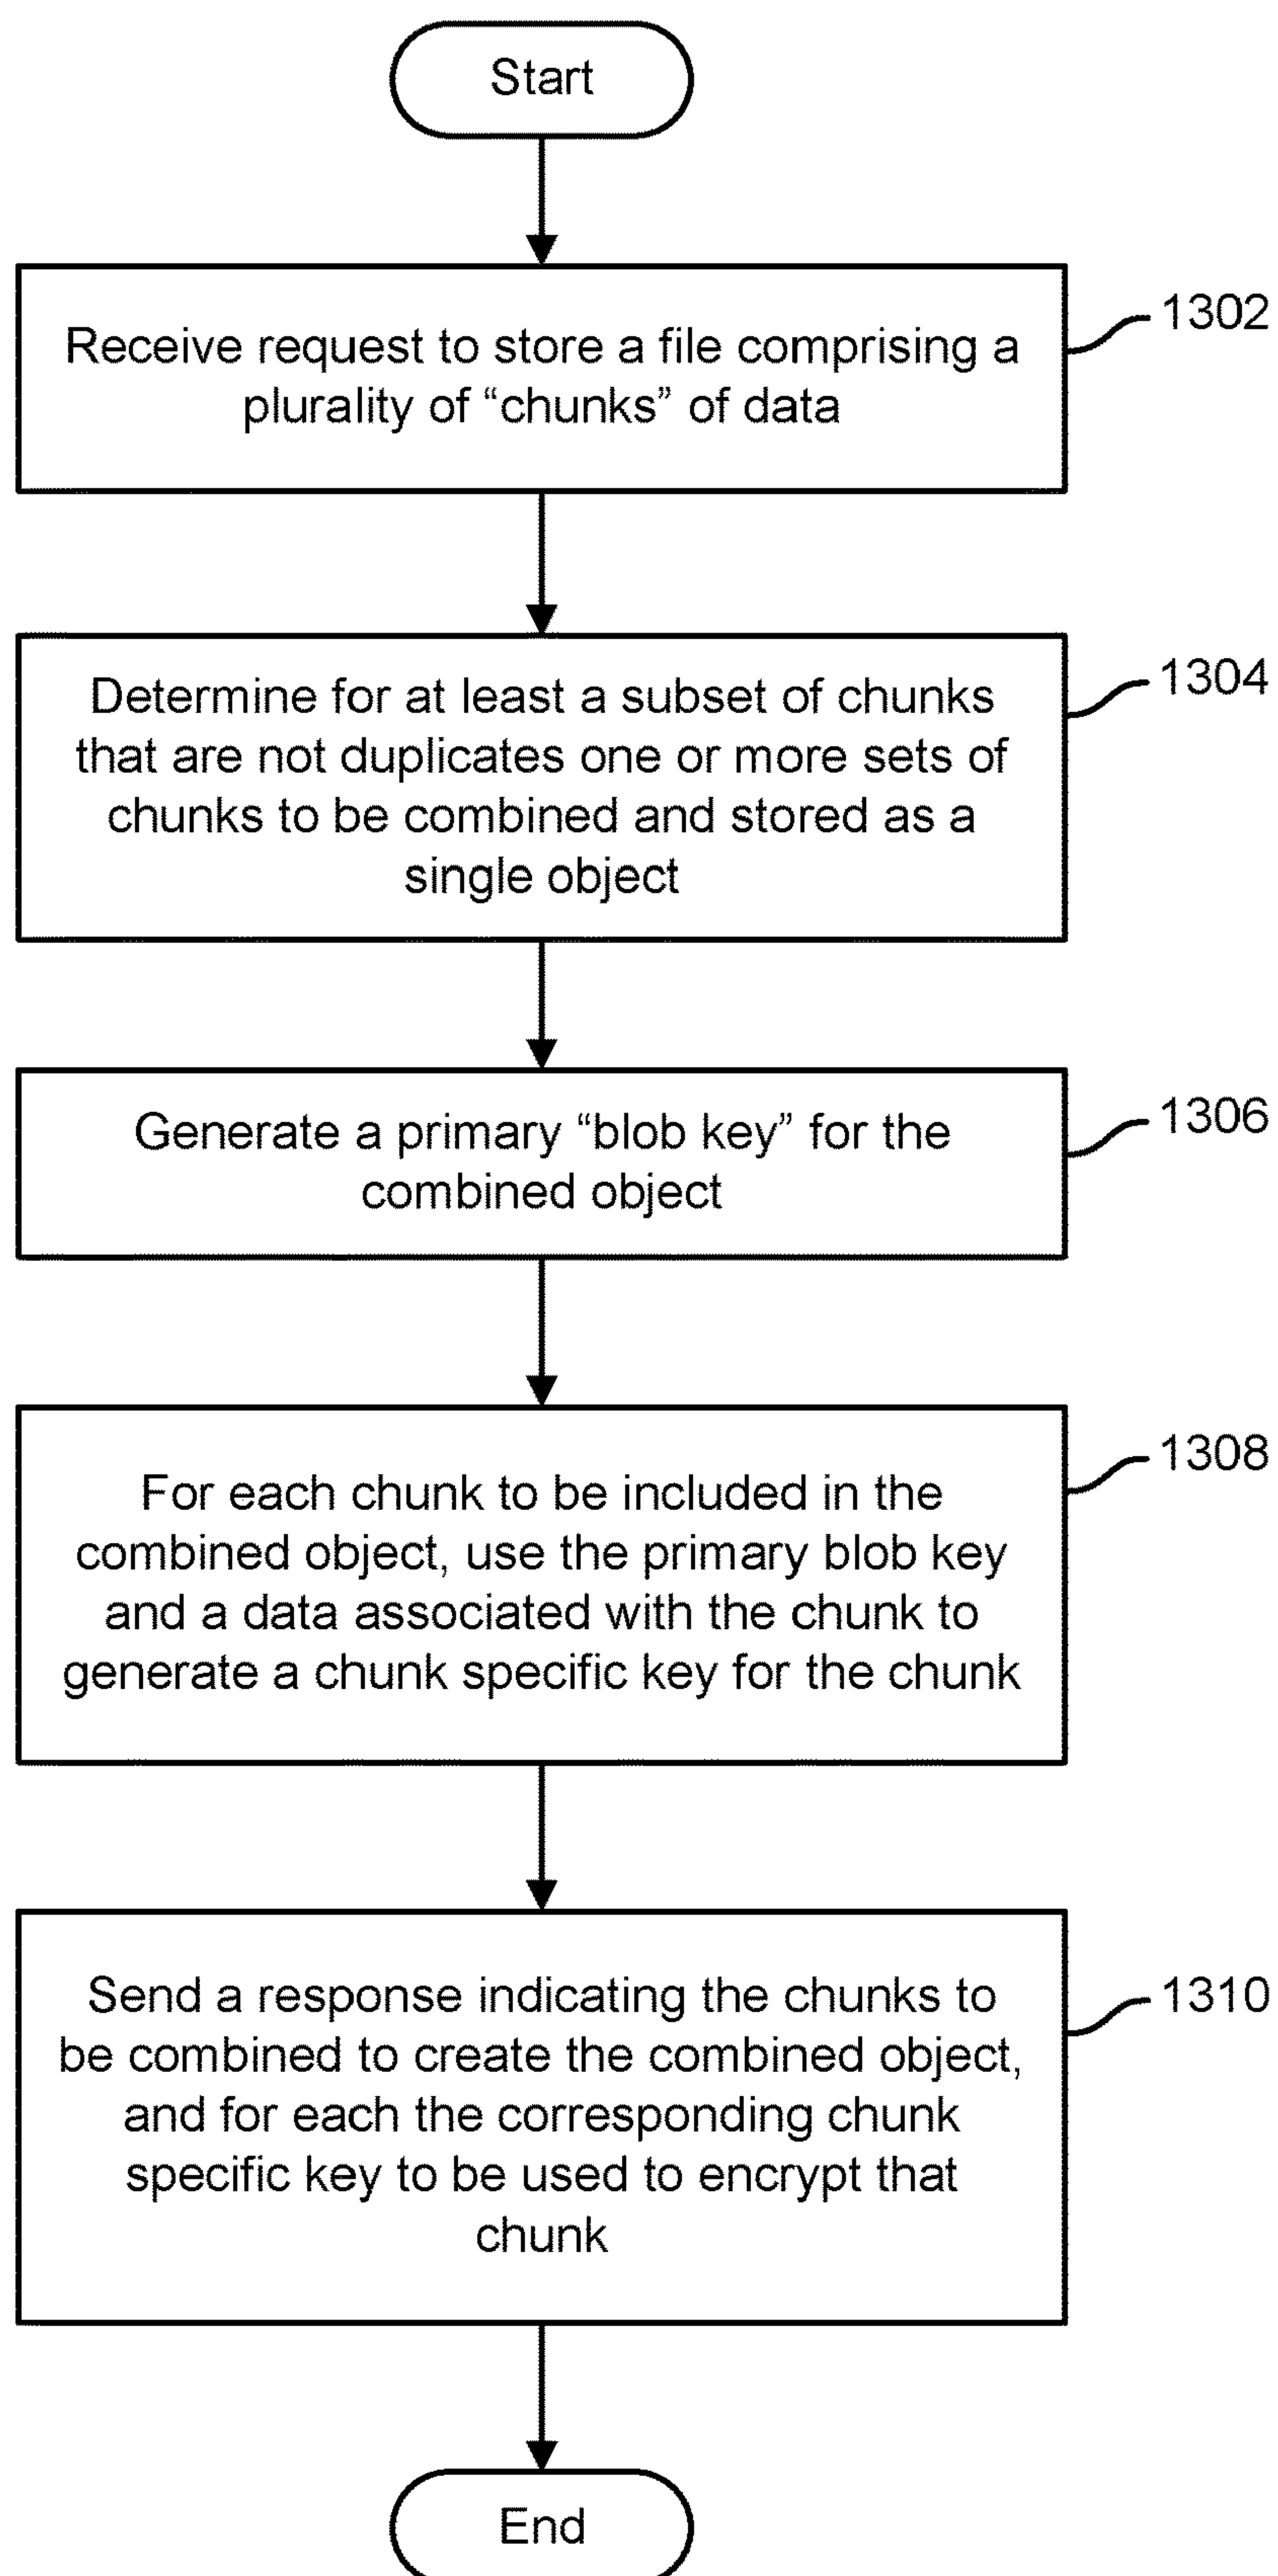 Start
Receive request to store a file comprising a
plurality of “chunks” of data
1302
Determine for at least a subset of chunks
that are not duplicates one or more sets of
chunks to be combined and stored as a
single object
1304
Generate a primary “blob key” for the
combined object
1306
For each chunk to be included in the
combined object, use the primary blob key
and a data associated with the chunk to
generate a chunk specific key for the chunk
1308
Send a response indicating the chunks to
be combined to create the combined object,
and for each the corresponding chunk
specific key to be used to encrypt that
chunk
1310
End